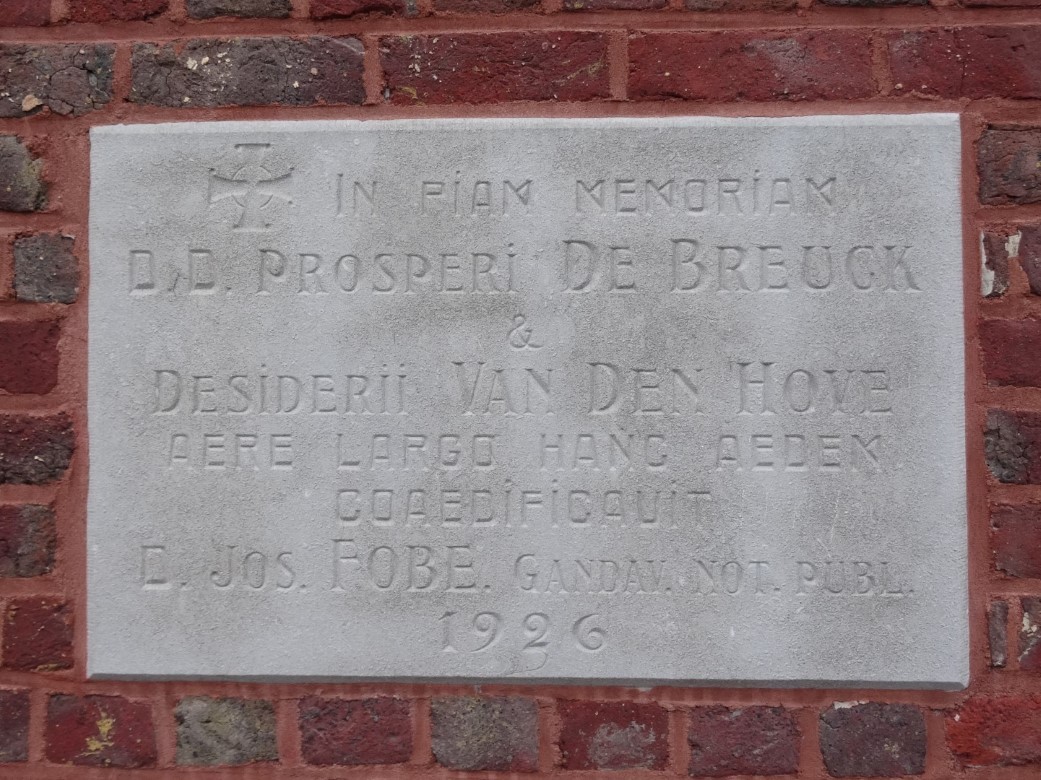 IN PIAM MEMORIAM
D.D. PROSPERI DE BREUCK
&
DESIDERII VAN DEN HOVE
AERE LARGO HANC AEDEM
COAEDIFICAUIT
D. JOS. FOBE. GANDAV. NOT. PUBL.
1926